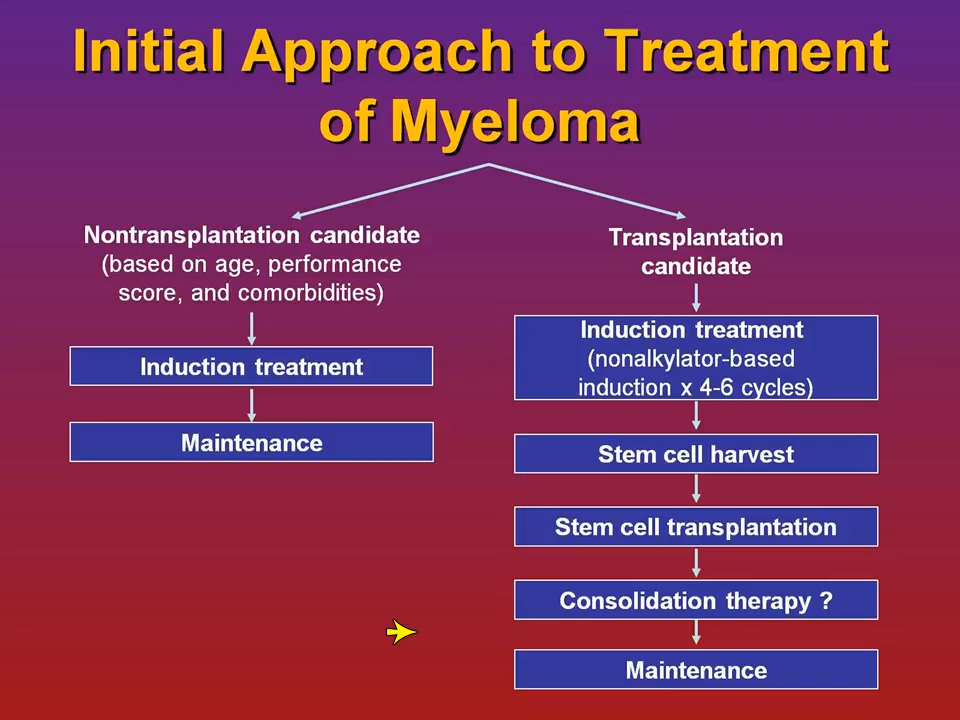 Initial Approach to Treatment
of Myeloma
Nontransplantation candidate
(based on age, performance
score, and comorbidities)
Induction treatment
Maintenance
Transplantation
candidate
Induction treatment
(nonalkylator-based
induction x 4-6 cycles)
Stem cell harvest
Stem cell transplantation
Consolidation therapy ?
Maintenance